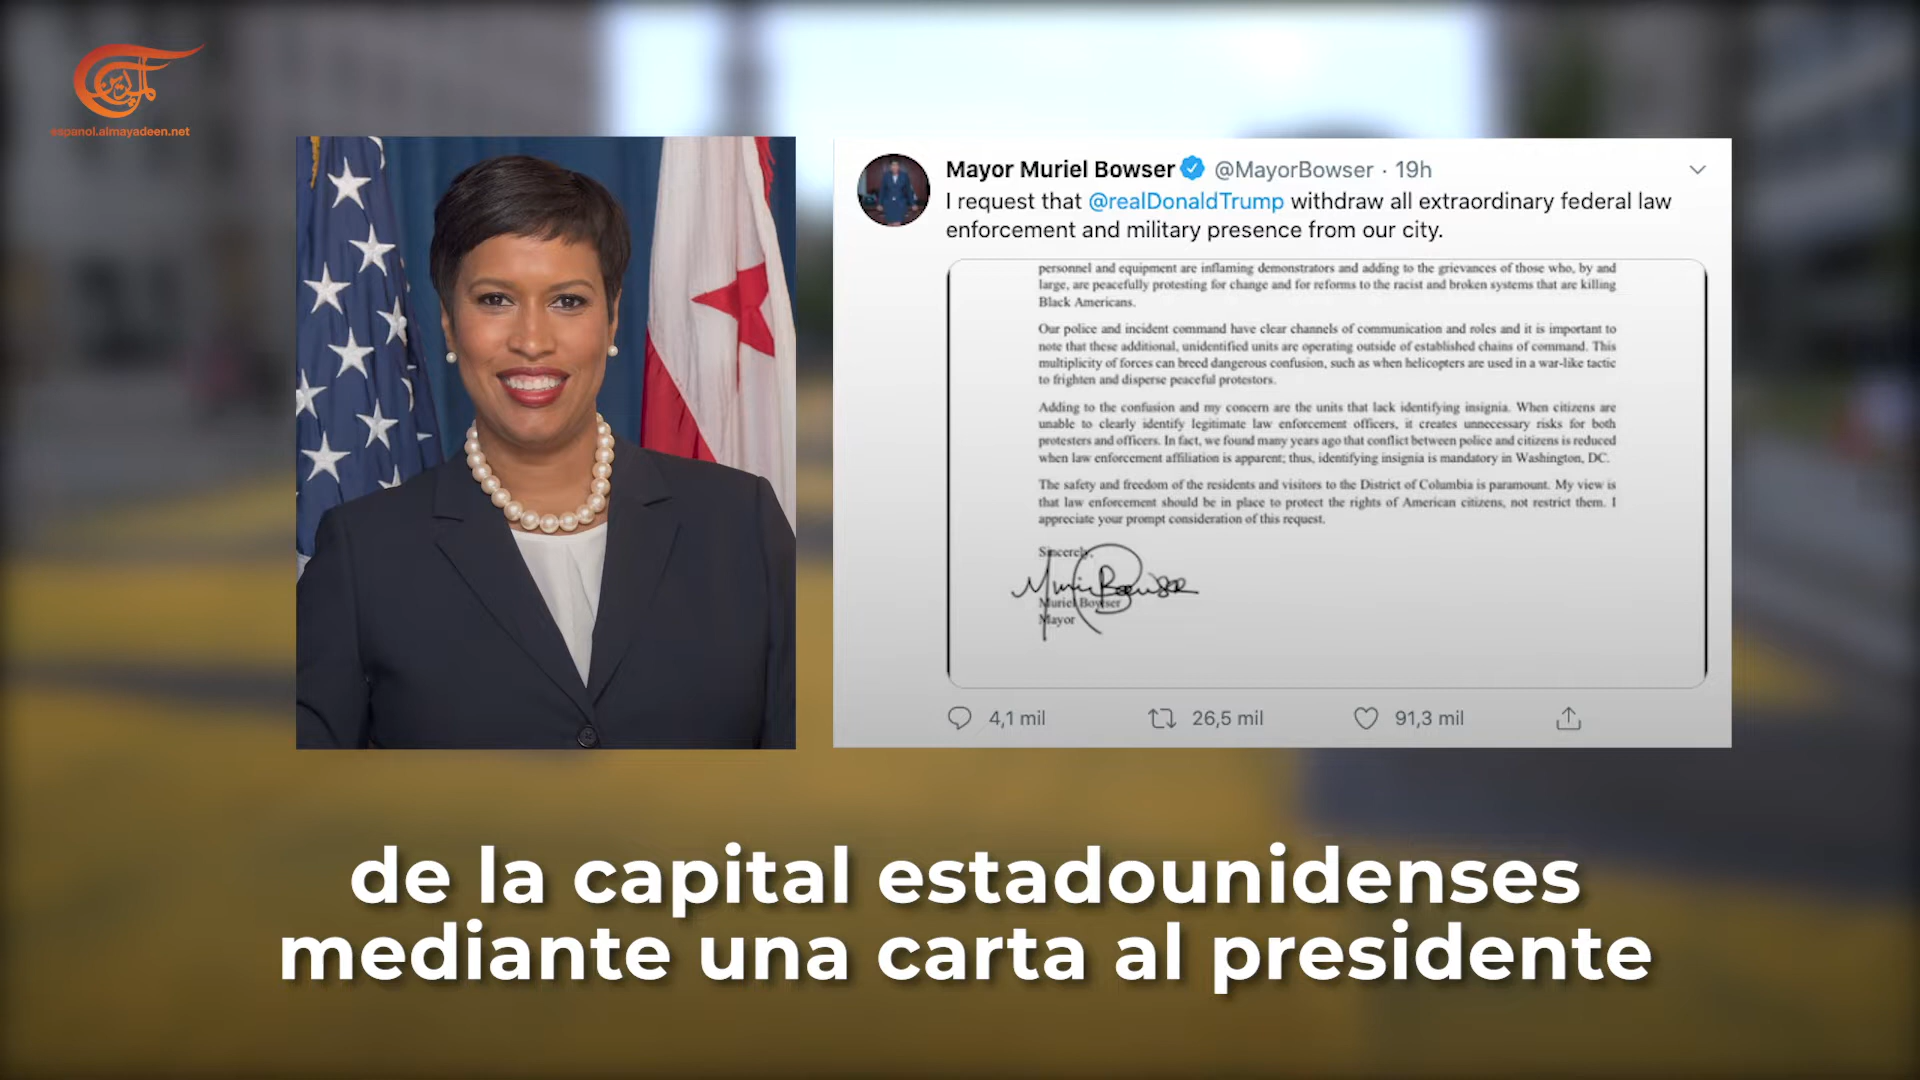 الميادين
espanol.almayadeen.net
Mayor Muriel Bowser @MayorBowser · 19h
I request that @realDonaldTrump withdraw all extraordinary federal law
enforcement and military presence from our city.
personnel and equipment are inflaming demonstrators and adding to the grievances of those who, by and
large, are peacefully protesting for change and for reforms to the racist and broken systems that are killing
Black Americans.
Our police and incident command have clear channels of communication and roles and it is important to
note that these additional, unidentified units are operating outside of established chains of command. This
multiplicity of forces can breed dangerous confusion, such as when helicopters are used in a war-like tactic
to frighten and disperse peaceful protestors.
Adding to the confusion and my concern are the units that lack identifying insignia. When citizens are
unable to clearly identify legitimate law enforcement officers, it creates unnecessary risks for both
protesters and officers. In fact, we found many years ago that conflict between police and citizens is reduced
when law enforcement affiliation is apparent; thus, identifying insignia is mandatory in Washington, DC.
The safety and freedom of the residents and visitors to the District of Columbia is paramount. My view is
that law enforcement should be in place to protect the rights of American citizens, not restrict them. I
appreciate your prompt consideration of this request.
Sincerely,
Muriel Bowser
Muriel Bowser
Mayor
4,1 mil 26,5 mil 91,3 mil
de la capital estadounidenses
mediante una carta al presidente